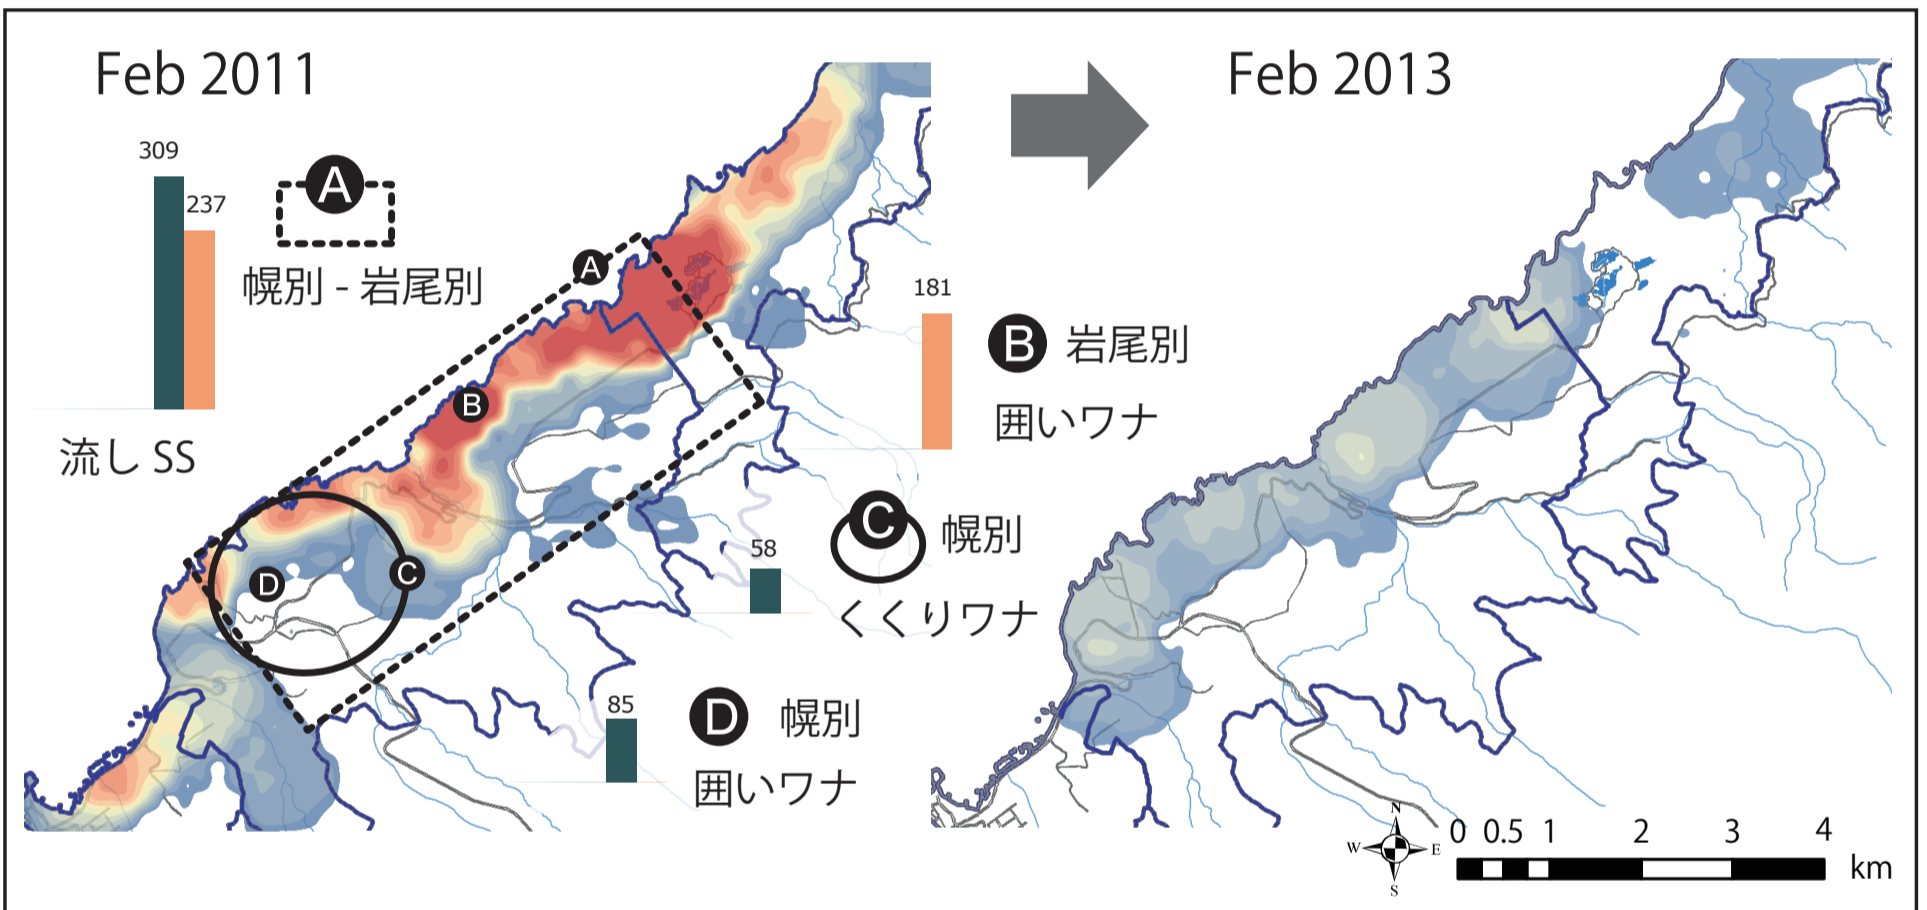 Feb 2011
Feb 2013
309
237
A
幌別 - 岩尾別
流し SS
A
B
C
D
181
B 岩尾別
囲いワナ
58
C 幌別
くくりワナ
85
D 幌別
囲いワナ
N
W E
S
0 0.5 1 2 3 4
km